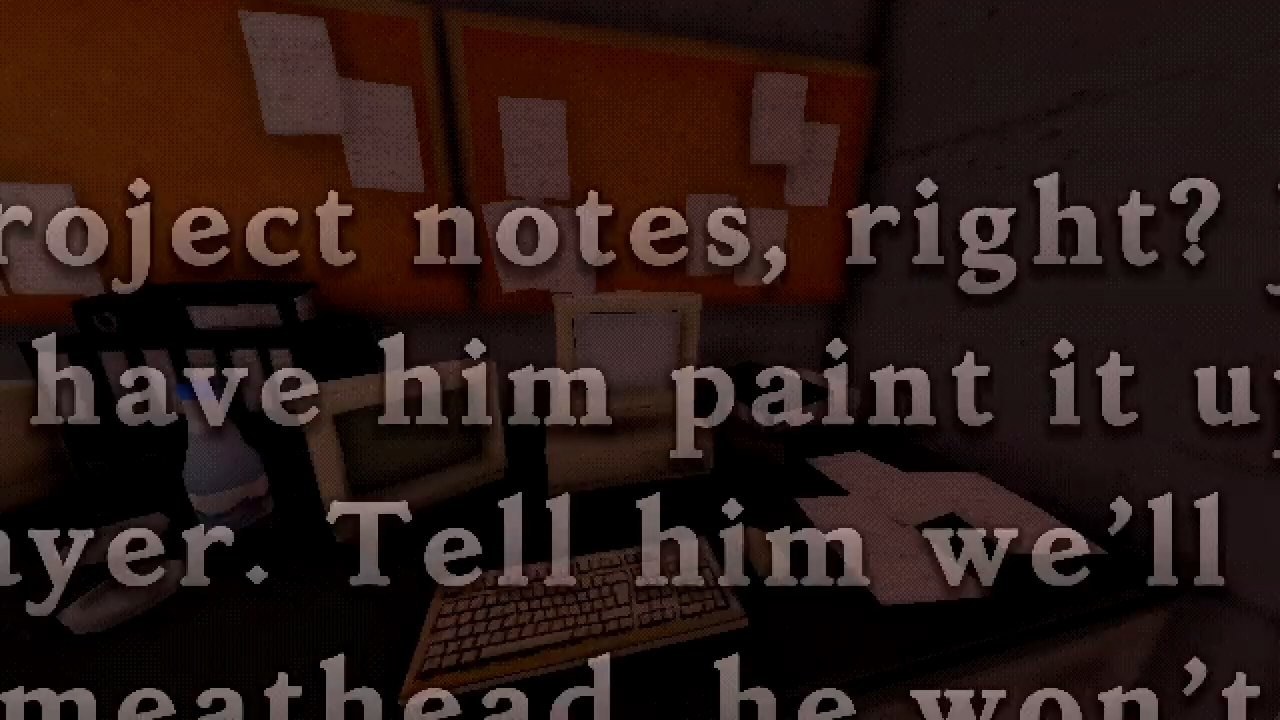 roject notes, right?
have him paint it u
ayer. Tell him we’ll
meathead, he won’t